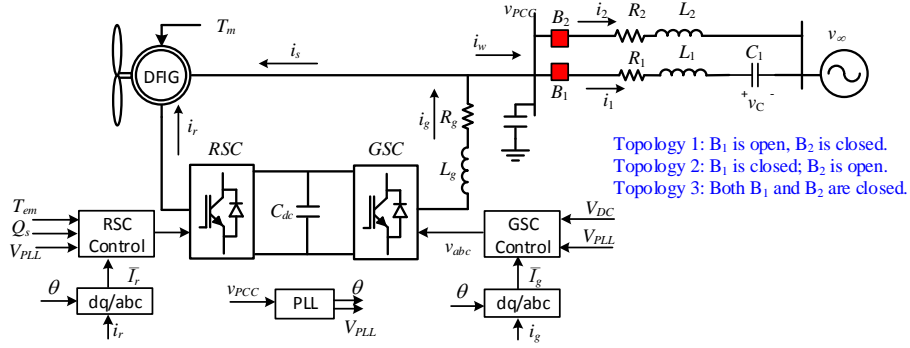 T_m
v_PCC
B_2
i_2
R_2
L_2
v_∞
DFIG
i_s
i_w
B_1
i_1
R_1
L_1
C_1
+ v_C -
i_r
i_g
R_g
L_g
RSC
GSC
C_dc
Topology 1: B_1 is open, B_2 is closed.
Topology 2: B_1 is closed; B_2 is open.
Topology 3: Both B_1 and B_2 are closed.
T_em
Q_s
V_PLL
RSC
Control
v_abc
GSC
Control
V_DC
V_PLL
I̅_r
I̅_g
θ
dq/abc
i_r
v_PCC
PLL
θ
V_PLL
θ
dq/abc
i_g